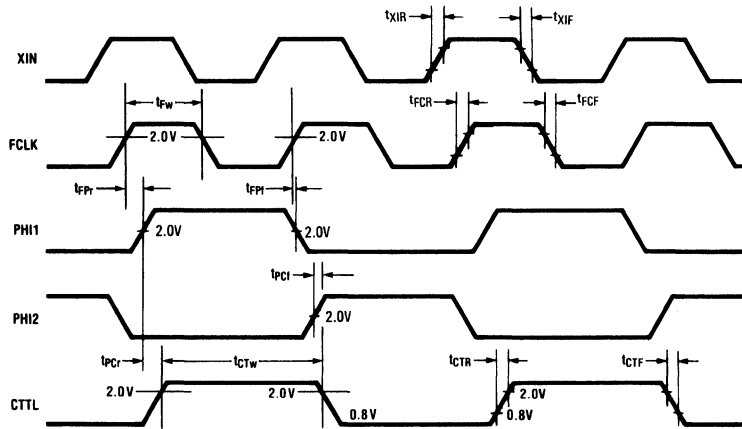 tXIR tXIF
XIN
tFw tFCR tFCF
FCLK 2.0V 2.0V
tFPr tFPf
PHI1 2.0V 2.0V
tPCf
PHI2 2.0V
tPCr tCTw tCTR tCTF
2.0V 2.0V 2.0V
CTTL 0.8V 0.8V